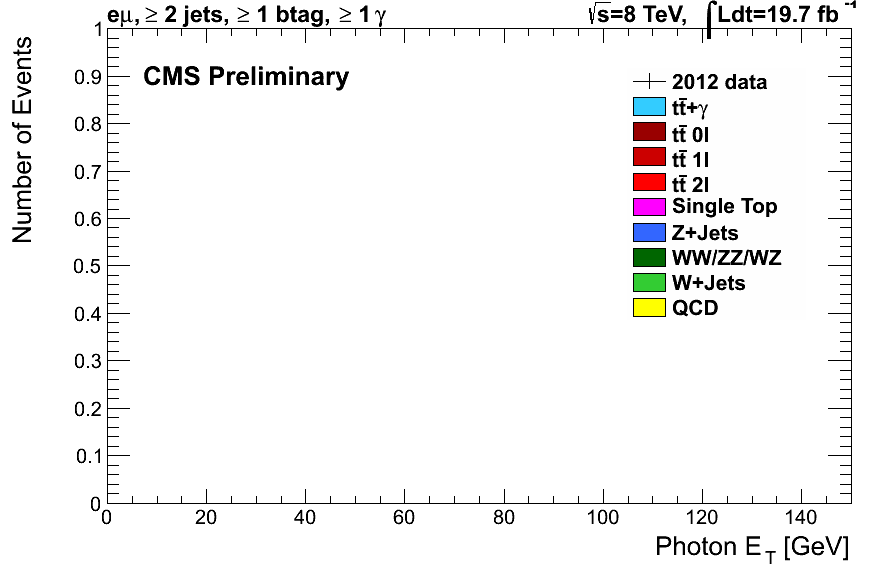 eμ, ≥ 2 jets, ≥ 1 btag, ≥ 1 γ
√s=8 TeV, ∫Ldt=19.7 fb⁻¹
Number of Events
1
0.9
0.8
0.7
0.6
0.5
0.4
0.3
0.2
0.1
0
CMS Preliminary
2012 data
tt̄+γ
tt̄ 0l
tt̄ 1l
tt̄ 2l
Single Top
Z+Jets
WW/ZZ/WZ
W+Jets
QCD
0 20 40 60 80 100 120 140
Photon E_T [GeV]